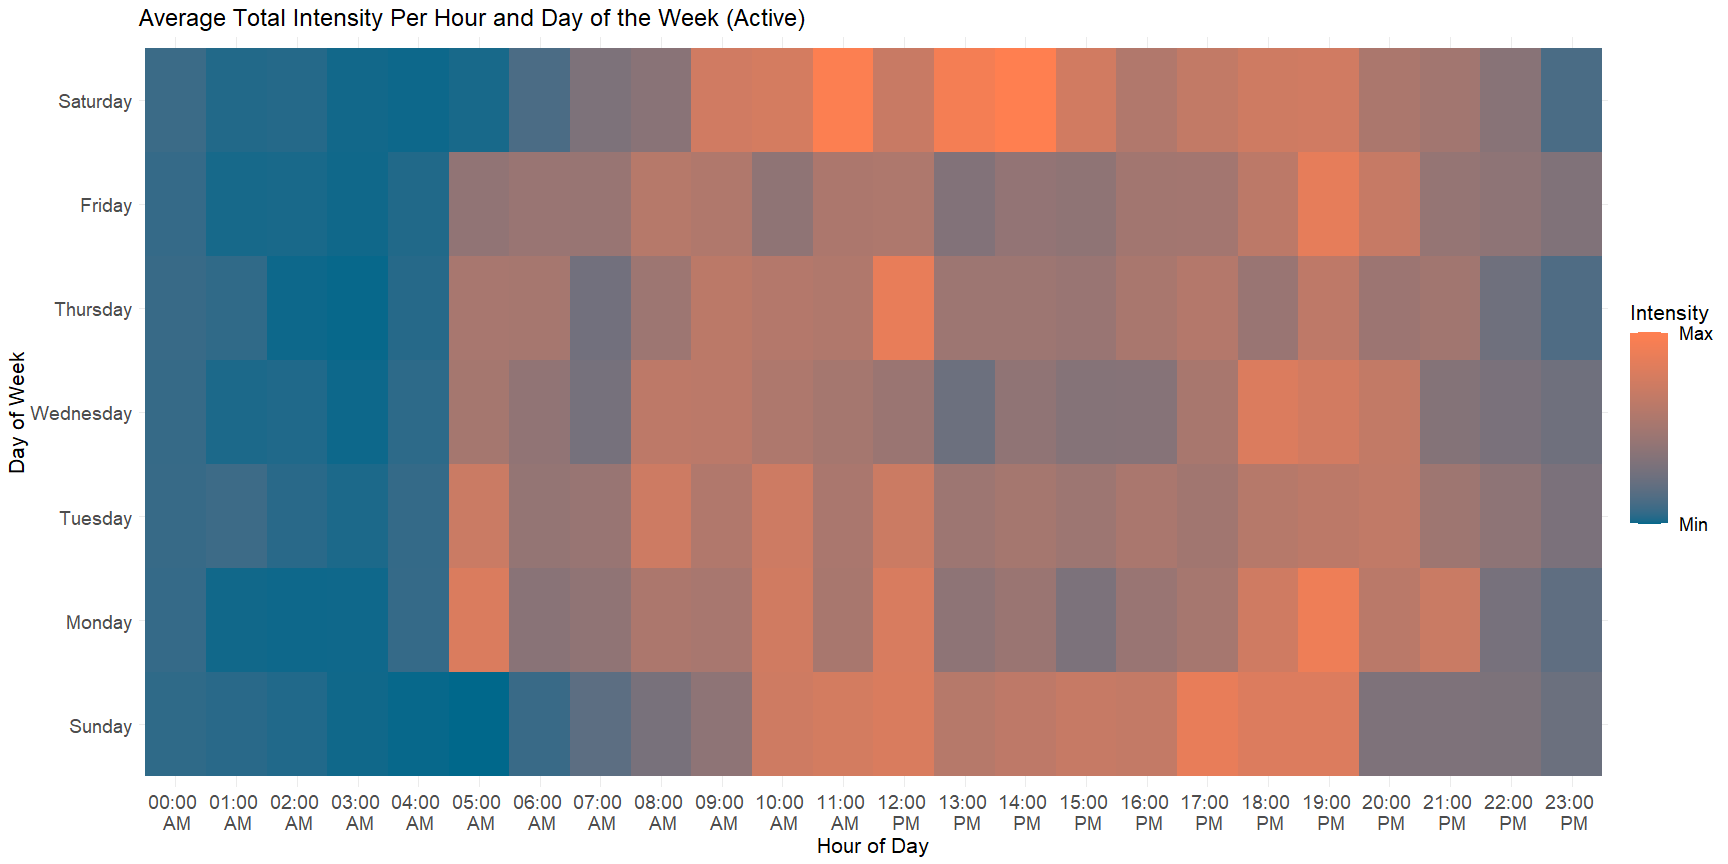 Average Total Intensity Per Hour and Day of the Week (Active)
Saturday
Friday
Thursday
Wednesday
Tuesday
Monday
Sunday
Day of Week
Intensity
Max
Min
00:00 01:00 02:00 03:00 04:00 05:00 06:00 07:00 08:00 09:00 10:00 11:00 12:00 13:00 14:00 15:00 16:00 17:00 18:00 19:00 20:00 21:00 22:00 23:00
AM AM AM AM AM AM AM AM AM AM AM AM PM PM PM PM PM PM PM PM PM PM PM PM
Hour of Day